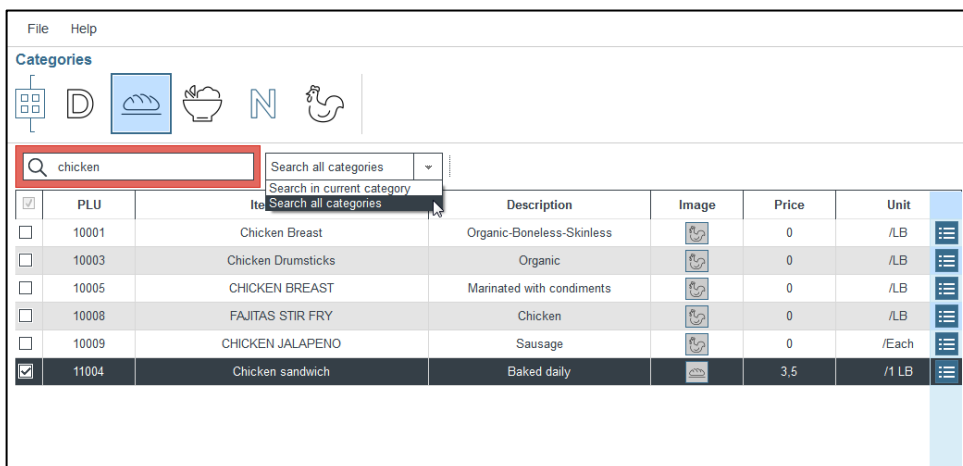 File Help
Categories
D N
chicken Search all categories
Search in current category
Search all categories
PLU Ite Description Image Price Unit
10001 Chicken Breast Organic-Boneless-Skinless 0 /LB
10003 Chicken Drumsticks Organic 0 /LB
10005 CHICKEN BREAST Marinated with condiments 0 /LB
10008 FAJITAS STIR FRY Chicken 0 /LB
10009 CHICKEN JALAPENO Sausage 0 /Each
11004 Chicken sandwich Baked daily 3,5 /1 LB